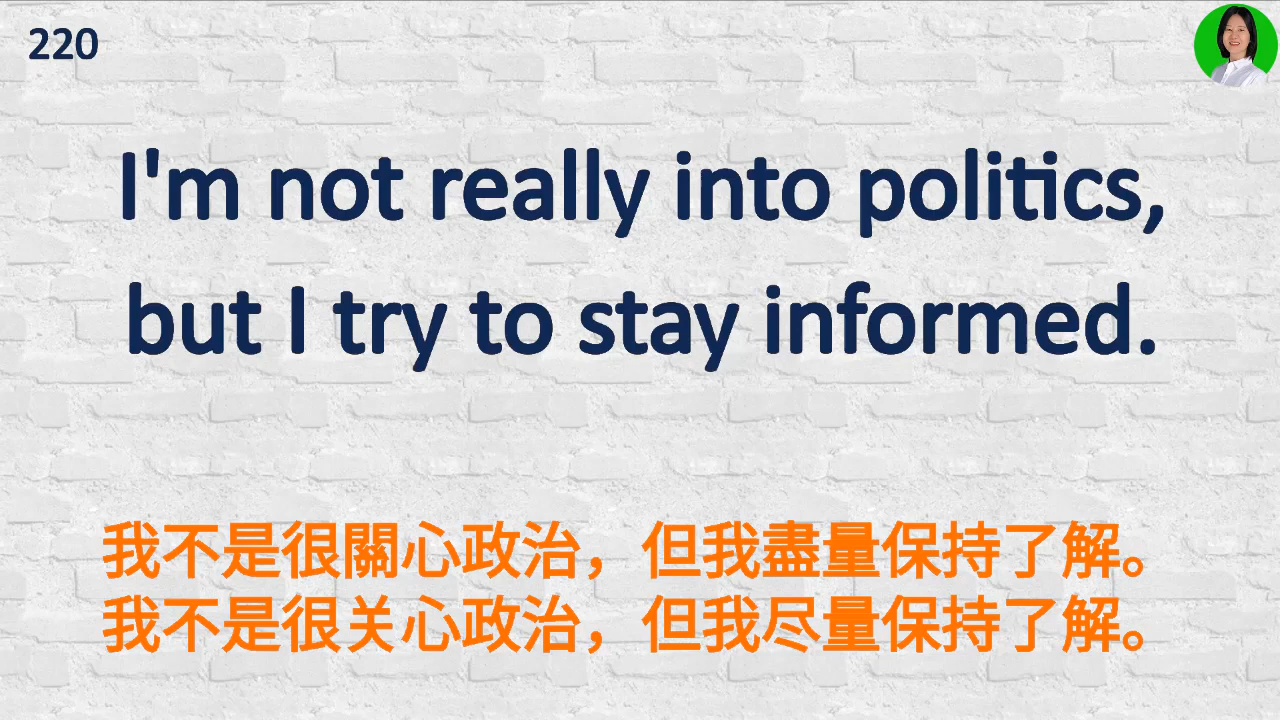 220
I'm not really into politics,
but I try to stay informed.
我不是很關心政治，但我盡量保持了解。
我不是很关心政治，但我尽量保持了解。